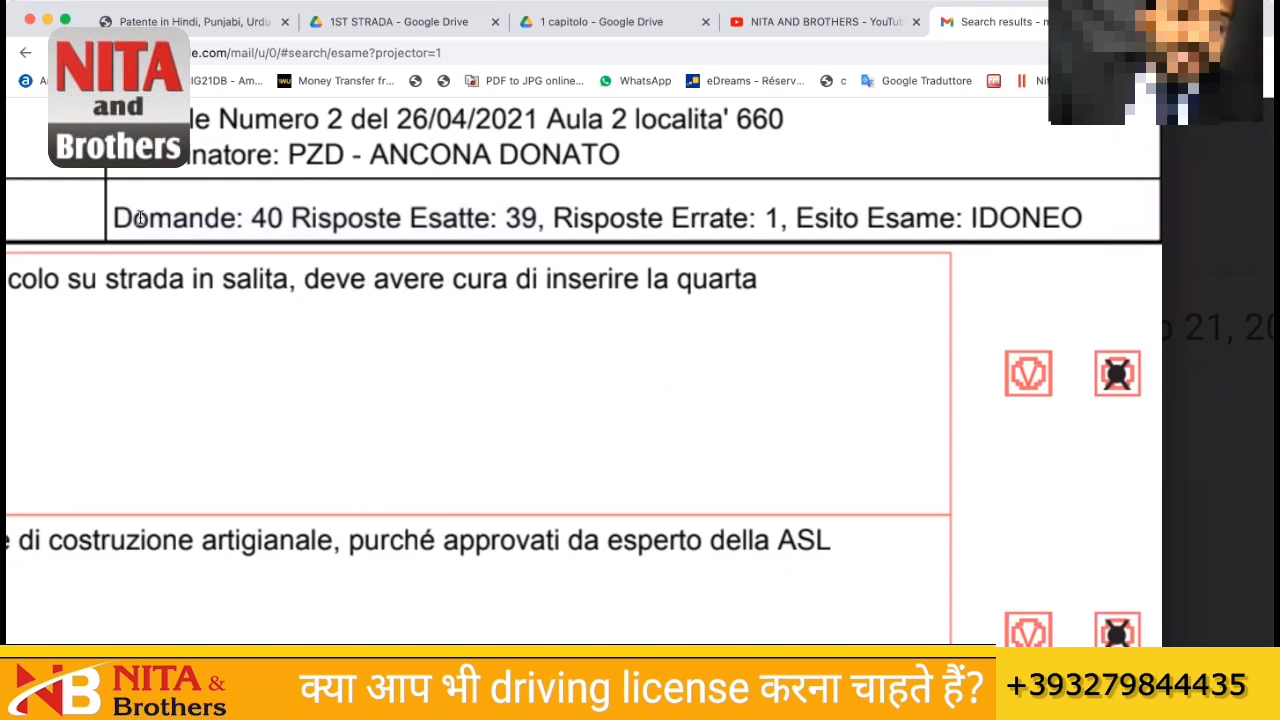 Patente in Hindi, Punjabi, Urdu
1ST STRADA - Google Drive
1 capitolo - Google Drive
NITA AND BROTHERS - YouTub
Search results -
e.com/mail/u/0/#search/esame?projector=1
IG21DB - Am...
Money Transfer fr...
PDF to JPG online...
WhatsApp
eDreams - Réserv...
c
Google Traduttore
NITA
and
Brothers
le Numero 2 del 26/04/2021 Aula 2 localita' 660
natore: PZD - ANCONA DONATO
Domande: 40 Risposte Esatte: 39, Risposte Errate: 1, Esito Esame: IDONEO
colo su strada in salita, deve avere cura di inserire la quarta
V
21, 20
e di costruzione artigianale, purché approvati da esperto della ASL
V
NB NITA &
Brothers
क्या आप भी driving license करना चाहते हैं?
+393279844435